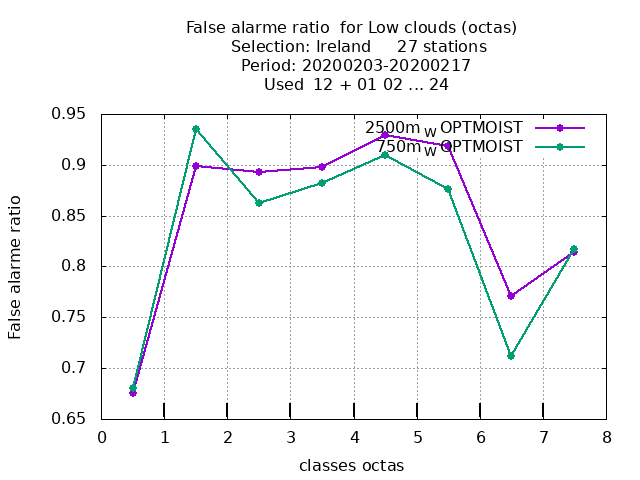 False alarme ratio  for Low clouds (octas)
Selection: Ireland     27 stations
Period: 20200203-20200217
Used  12 + 01 02 ... 24
2500m_W OPTMOIST
750m_W OPTMOIST
0.95
0.9
0.85
0.8
0.75
0.7
0.65
False alarme ratio
0 1 2 3 4 5 6 7 8
classes octas